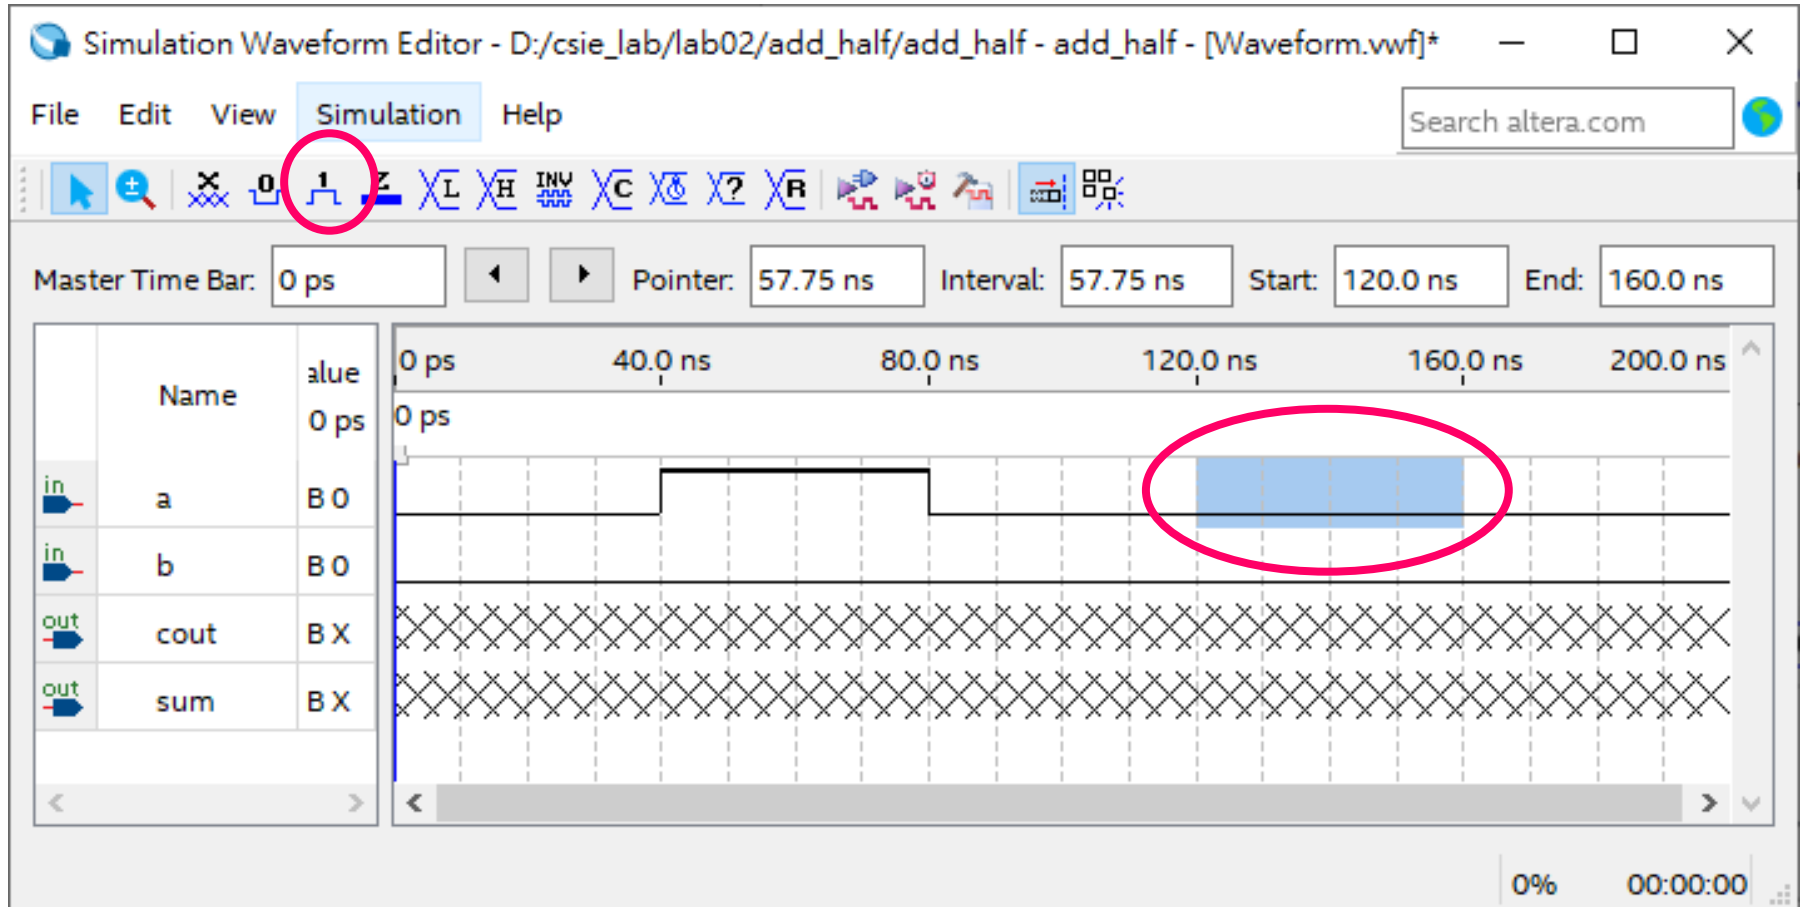 Simulation Waveform Editor - D:/csie_lab/lab02/add_half/add_half - add_half - [Waveform.vwf]*
File Edit View Simulation Help
Search altera.com
X 0 1 Z L H INV C ? R
Master Time Bar: 0 ps Pointer: 57.75 ns Interval: 57.75 ns Start: 120.0 ns End: 160.0 ns
Name
alue
0 ps
0 ps 40.0 ns 80.0 ns 120.0 ns 160.0 ns 200.0 ns
0 ps
in a B 0
in b B 0
out cout B X
out sum B X
0% 00:00:00